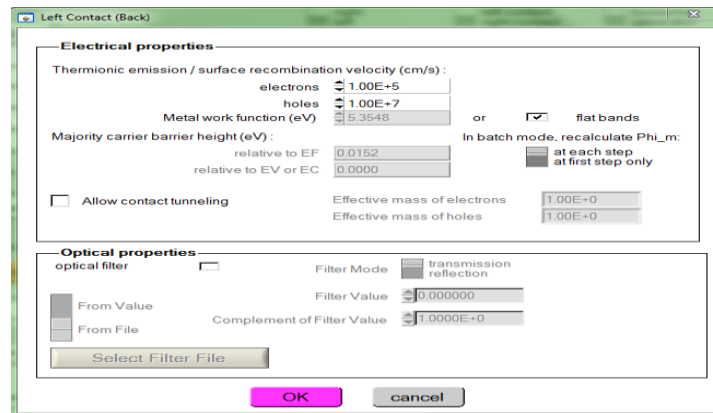 Left Contact (Back)
Electrical properties
Thermionic emission / surface recombination velocity (cm/s) :
electrons 1.00E+5
holes 1.00E+7
Metal work function (eV) 5.3548 or flat bands
Majority carrier barrier height (eV) : In batch mode, recalculate Phi_m:
relative to EF 0.0152 at each step
relative to EV or EC 0.0000 at first step only
Allow contact tunneling Effective mass of electrons 1.00E+0
Effective mass of holes 1.00E+0
Optical properties
optical filter Filter Mode transmission
reflection
From Value Filter Value 0.000000
From File Complement of Filter Value 1.0000E+0
Select Filter File
OK cancel